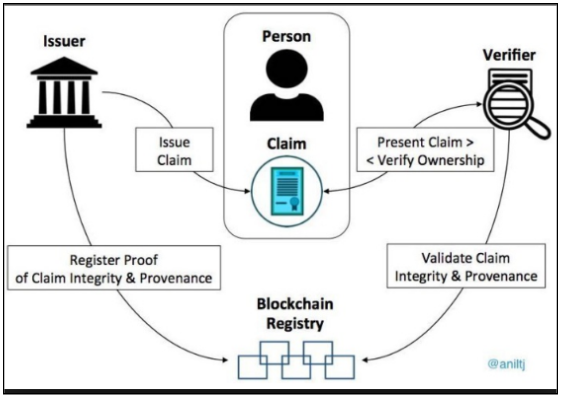 Issuer
Person
Verifier
Issue
Claim
Claim
Present Claim >
< Verify Ownership
Register Proof
of Claim Integrity & Provenance
Validate Claim
Integrity & Provenance
Blockchain
Registry
@aniltj